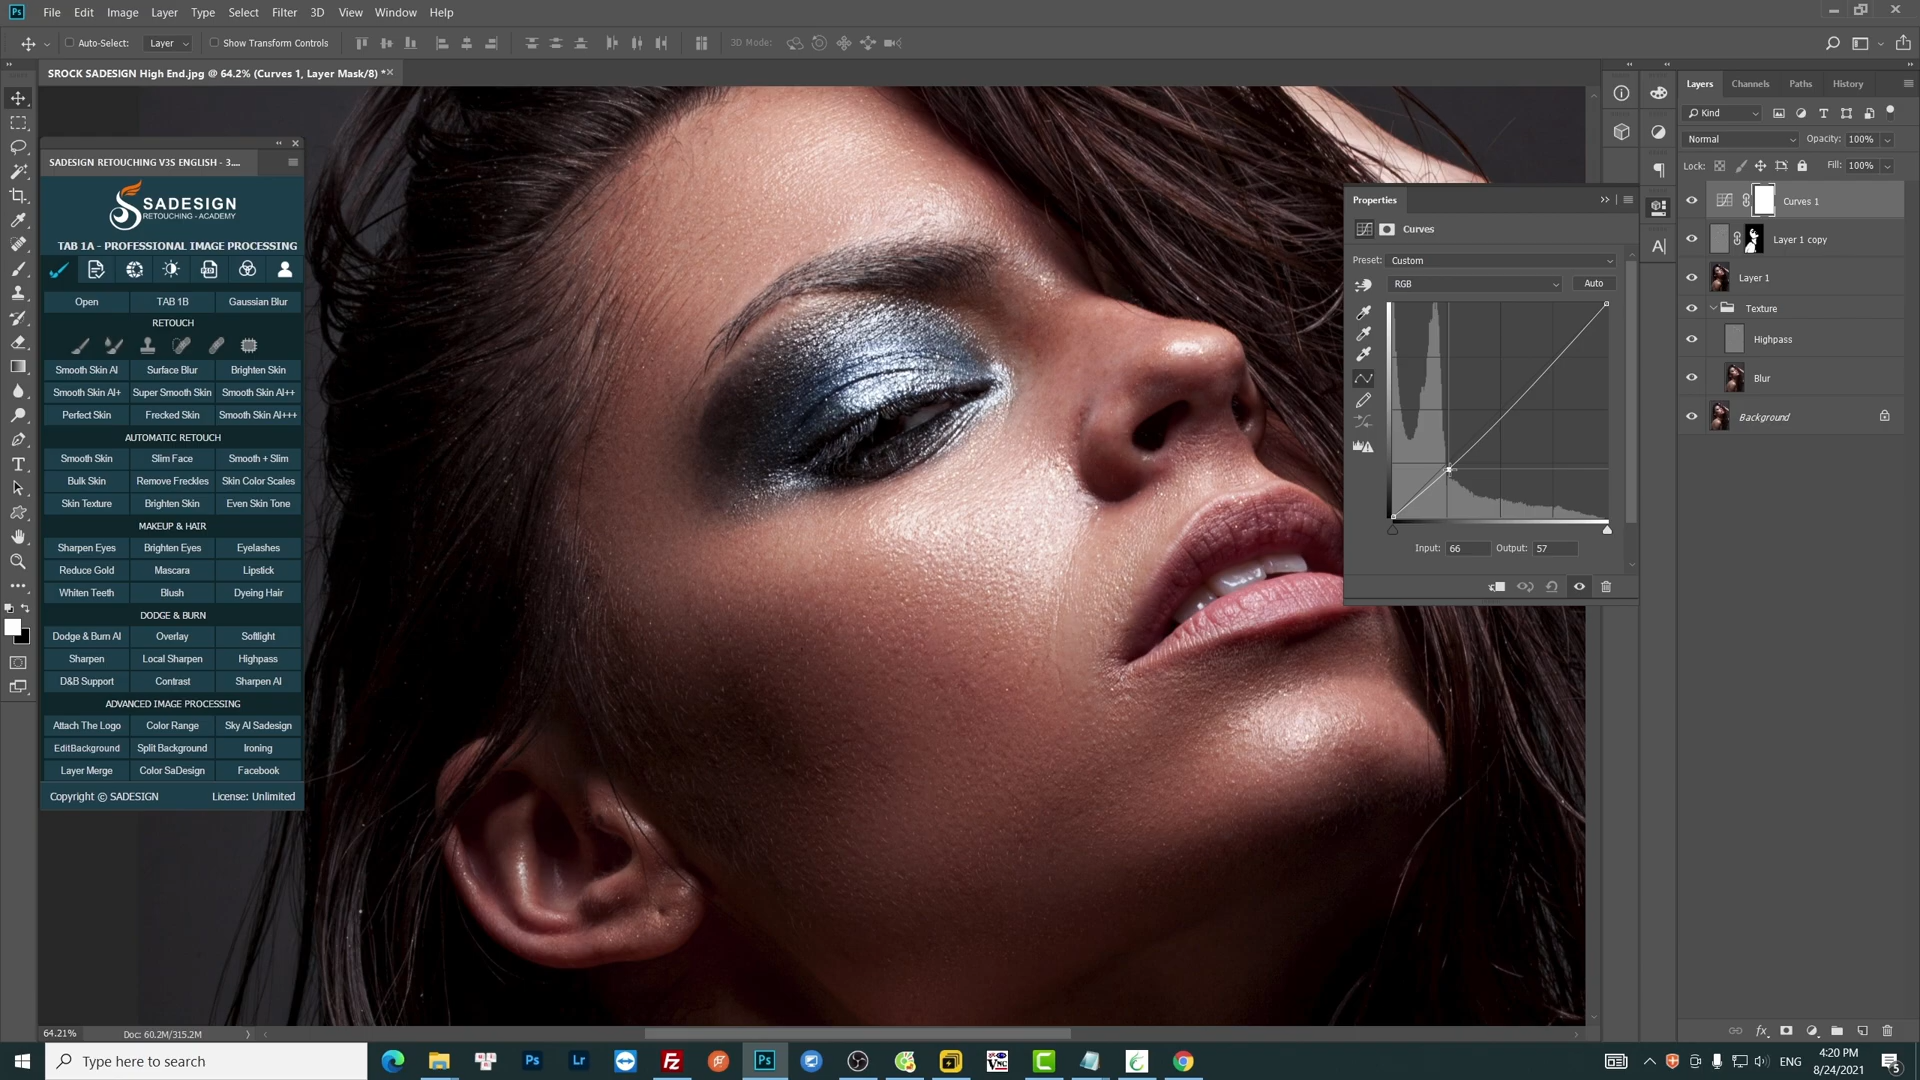 File Edit Image Layer Type Select Filter 3D View Window Help
Auto-Select: Layer Show Transform Controls 3D Mode:
SROCK SADESIGN High End.jpg @ 64.2% (Curves 1, Layer Mask/8) *
SADESIGN RETOUCHING V3S ENGLISH - 3....
SADESIGN
RETOUCHING - ACADEMY
TAB 1A - PROFESSIONAL IMAGE PROCESSING
Open TAB 1B Gaussian Blur
RETOUCH
Smooth Skin AI Surface Blur Brighten Skin
Smooth Skin AI+ Super Smooth Skin Smooth Skin AI++
Perfect Skin Frecked Skin Smooth Skin AI+++
AUTOMATIC RETOUCH
Smooth Skin Slim Face Smooth + Slim
Bulk Skin Remove Freckles Skin Color Scales
Skin Texture Brighten Skin Even Skin Tone
MAKEUP & HAIR
Sharpen Eyes Brighten Eyes Eyelashes
Reduce Gold Mascara Lipstick
Whiten Teeth Blush Dyeing Hair
DODGE & BURN
Dodge & Burn AI Overlay Softlight
Sharpen Local Sharpen Highpass
D&B Support Contrast Sharpen AI
ADVANCED IMAGE PROCESSING
Attach The Logo Color Range Sky AI Sadesign
EditBackground Split Background Ironing
Layer Merge Color SaDesign Facebook
Copyright © SADESIGN License: Unlimited
Properties
Curves
Preset: Custom
RGB Auto
Input: 66 Output: 57
Layers Channels Paths History
Kind
Normal Opacity: 100%
Lock: Fill: 100%
Curves 1
Layer 1 copy
Layer 1
Texture
Highpass
Blur
Background
64.21% Doc: 60.2M/315.2M
Type here to search
ENG
4:20 PM
8/24/2021
5